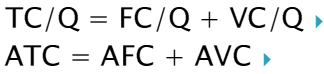 TC/Q = FC/Q + VC/Q
ATC = AFC + AVC